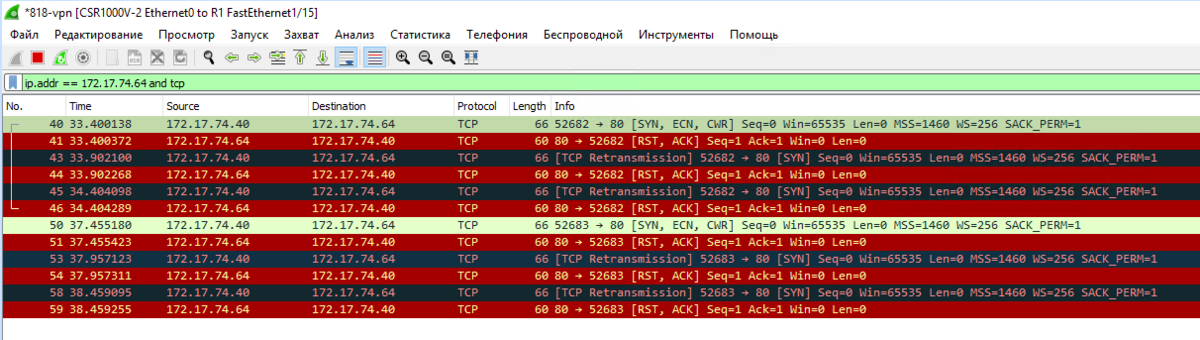 *818-vpn [CSR1000V-2 Ethernet0 to R1 FastEthernet1/15]
Файл Редактирование Просмотр Запуск Захват Анализ Статистика Телефония Беспроводной Инструменты Помощь
ip.addr == 172.17.74.64 and tcp
No. Time Source Destination Protocol Length Info
40 33.400138 172.17.74.40 172.17.74.64 TCP 66 52682 → 80 [SYN, ECN, CWR] Seq=0 Win=65535 Len=0 MSS=1460 WS=256 SACK_PERM=1
41 33.400372 172.17.74.64 172.17.74.40 TCP 60 80 → 52682 [RST, ACK] Seq=1 Ack=1 Win=0 Len=0
43 33.902100 172.17.74.40 172.17.74.64 TCP 66 [TCP Retransmission] 52682 → 80 [SYN] Seq=0 Win=65535 Len=0 MSS=1460 WS=256 SACK_PERM=1
44 33.902268 172.17.74.64 172.17.74.40 TCP 60 80 → 52682 [RST, ACK] Seq=1 Ack=1 Win=0 Len=0
45 34.404098 172.17.74.40 172.17.74.64 TCP 66 [TCP Retransmission] 52682 → 80 [SYN] Seq=0 Win=65535 Len=0 MSS=1460 WS=256 SACK_PERM=1
46 34.404289 172.17.74.64 172.17.74.40 TCP 60 80 → 52682 [RST, ACK] Seq=1 Ack=1 Win=0 Len=0
50 37.455180 172.17.74.40 172.17.74.64 TCP 66 52683 → 80 [SYN, ECN, CWR] Seq=0 Win=65535 Len=0 MSS=1460 WS=256 SACK_PERM=1
51 37.455423 172.17.74.64 172.17.74.40 TCP 60 80 → 52683 [RST, ACK] Seq=1 Ack=1 Win=0 Len=0
53 37.957123 172.17.74.40 172.17.74.64 TCP 66 [TCP Retransmission] 52683 → 80 [SYN] Seq=0 Win=65535 Len=0 MSS=1460 WS=256 SACK_PERM=1
54 37.957311 172.17.74.64 172.17.74.40 TCP 60 80 → 52683 [RST, ACK] Seq=1 Ack=1 Win=0 Len=0
58 38.459095 172.17.74.40 172.17.74.64 TCP 66 [TCP Retransmission] 52683 → 80 [SYN] Seq=0 Win=65535 Len=0 MSS=1460 WS=256 SACK_PERM=1
59 38.459255 172.17.74.64 172.17.74.40 TCP 60 80 → 52683 [RST, ACK] Seq=1 Ack=1 Win=0 Len=0